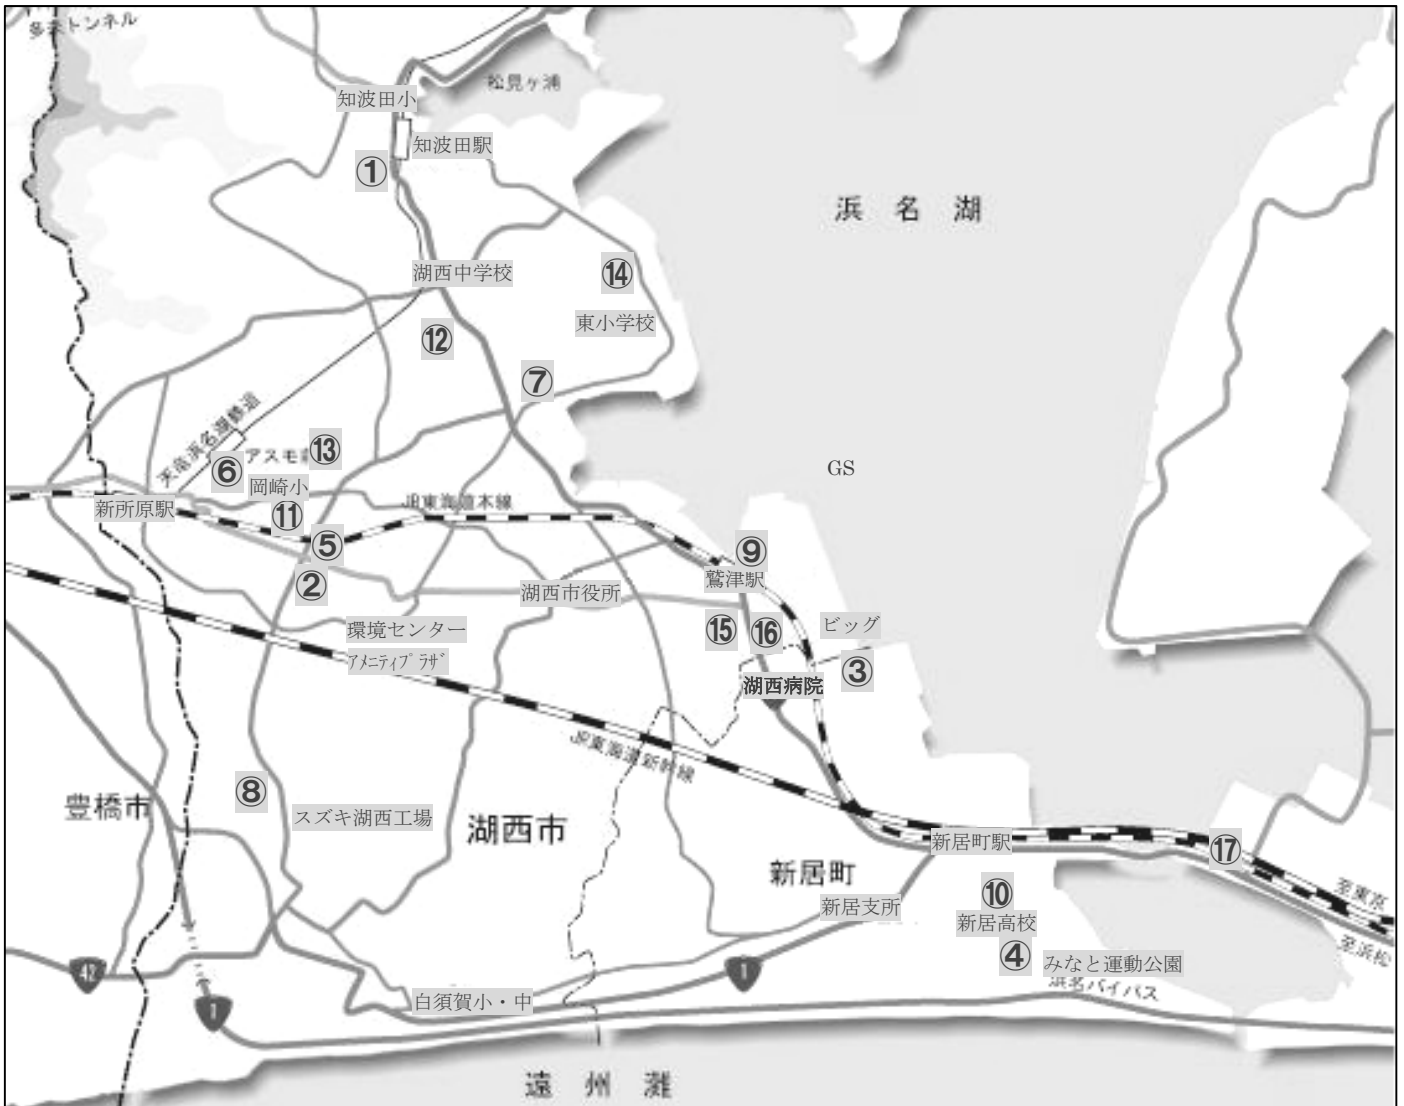 多米トンネル
松見ヶ浦
知波田小
知波田駅
①
浜名湖
湖西中学校
⑭
東小学校
⑫
⑦
天竜浜名湖鉄道
アスモ前
⑬
⑥
岡崎小
GS
新所原駅
⑪
JR東海道本線
⑤
⑨
鷲津駅
②
湖西市役所
環境センター
⑮
⑯
ビッグ
アメニティプラザ
③
湖西病院
JR東海道新幹線
⑧
豊橋市
スズキ湖西工場
湖西市
新居町駅
⑰
新居町
至東京
⑩
新居支所
新居高校
④
みなと運動公園
至浜松
42
1
浜名バイパス
白須賀小・中
1
遠州灘